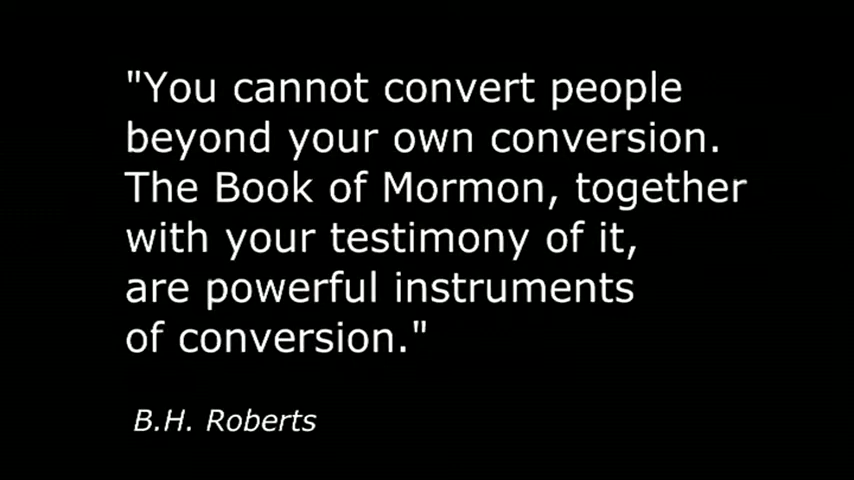 "You cannot convert people
beyond your own conversion.
The Book of Mormon, together
with your testimony of it,
are powerful instruments
of conversion."
B.H. Roberts